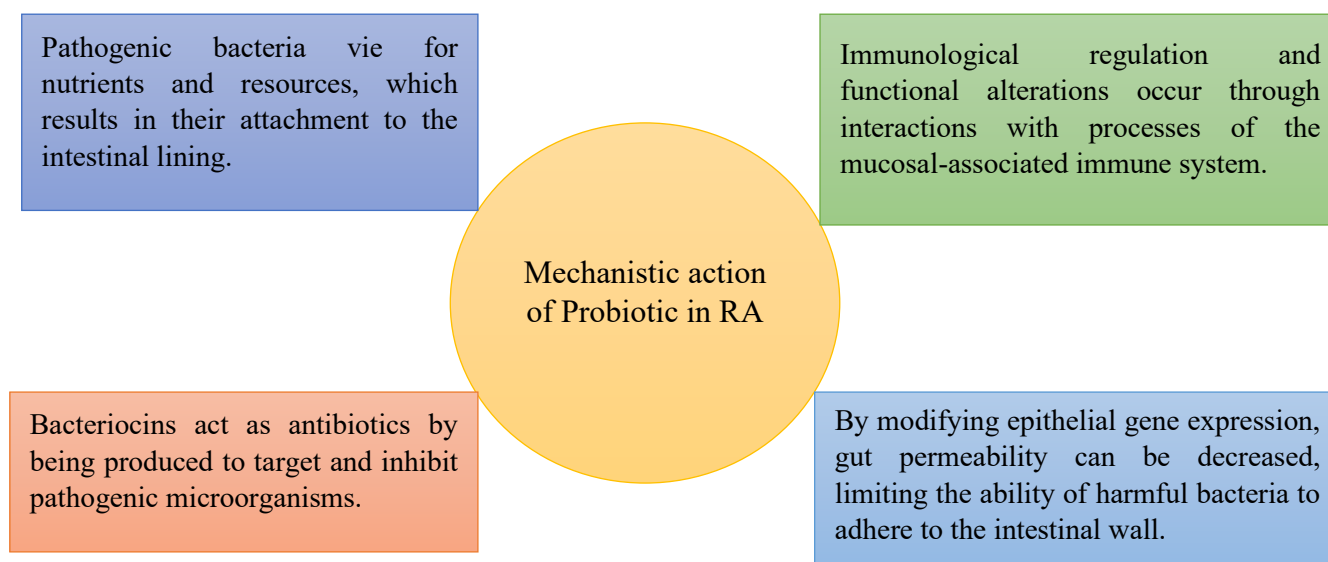 Pathogenic bacteria vie for
nutrients and resources, which
results in their attachment to the
intestinal lining.
Immunological regulation and
functional alterations occur through
interactions with processes of the
mucosal-associated immune system.
Mechanistic action
of Probiotic in RA
Bacteriocins act as antibiotics by
being produced to target and inhibit
pathogenic microorganisms.
By modifying epithelial gene expression,
gut permeability can be decreased,
limiting the ability of harmful bacteria to
adhere to the intestinal wall.